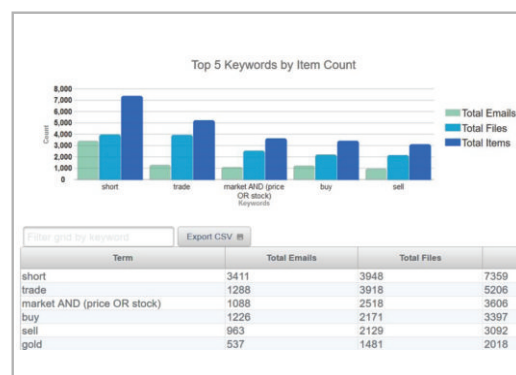 Top 5 Keywords by Item Count
8,000
7,000
6,000
5,000
4,000
3,000
2,000
1,000
0
Count
short trade market AND (price OR stock) buy sell
Keywords
Total Emails
Total Files
Total Items
Filter grid by keyword Export CSV
Term Total Emails Total Files
short 3411 3948 7359
trade 1288 3918 5206
market AND (price OR stock) 1088 2518 3606
buy 1226 2171 3397
sell 963 2129 3092
gold 537 1481 2018